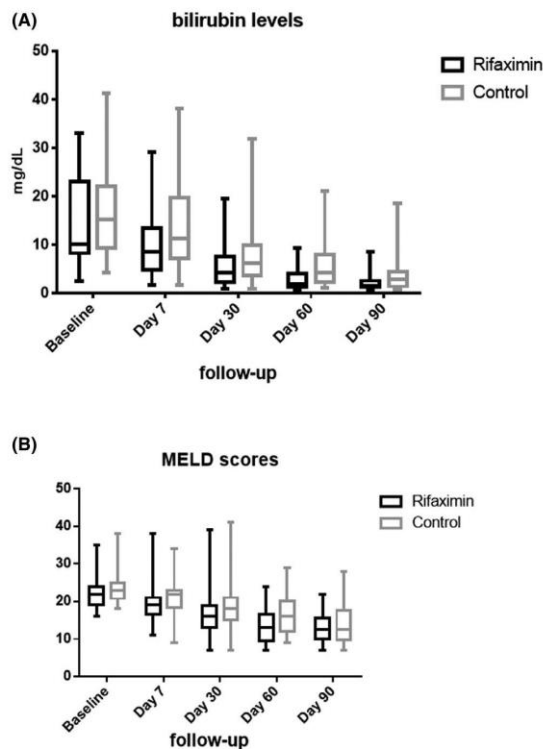 (A)
bilirubin levels
50
40
30
20
10
0
mg/dL
Rifaximin
Control
Baseline
Day 7
Day 30
Day 60
Day 90
follow-up
(B)
MELD scores
50
40
30
20
10
0
Rifaximin
Control
Baseline
Day 7
Day 30
Day 60
Day 90
follow-up